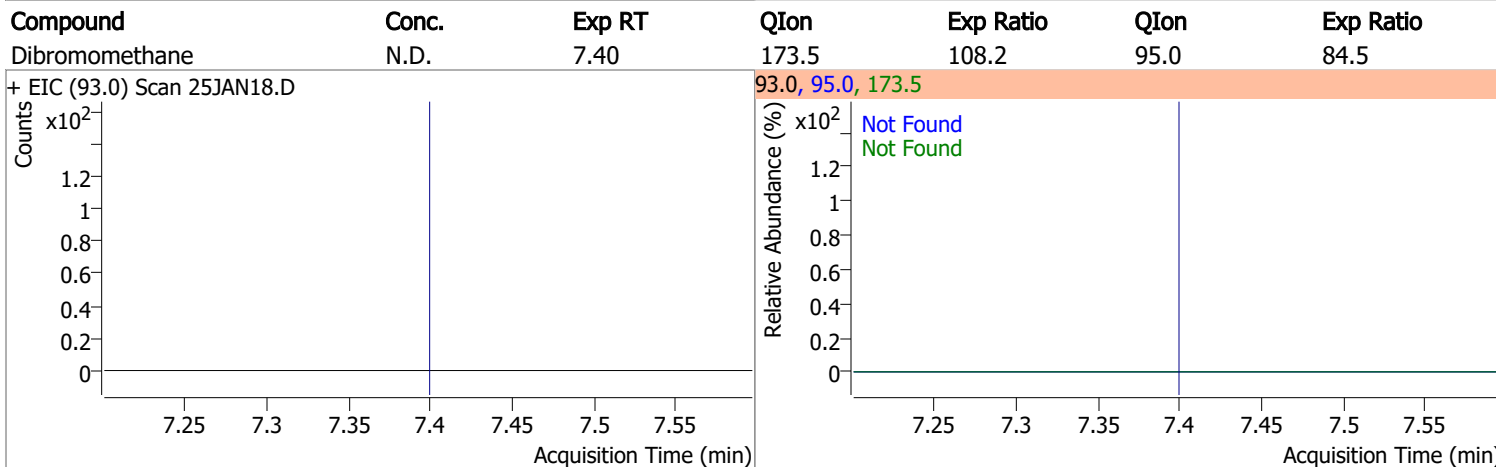 Compound Conc. Exp RT QIon Exp Ratio QIon Exp Ratio
Dibromomethane N.D. 7.40 173.5 108.2 95.0 84.5
+ EIC (93.0) Scan 25JAN18.D
Counts
x10²
1.2
1
0.8
0.6
0.4
0.2
0
7.25 7.3 7.35 7.4 7.45 7.5 7.55
Acquisition Time (min)
93.0, 95.0, 173.5
Relative Abundance (%)
x10²
Not Found
Not Found
1.2
1
0.8
0.6
0.4
0.2
0
7.25 7.3 7.35 7.4 7.45 7.5 7.55
Acquisition Time (min)